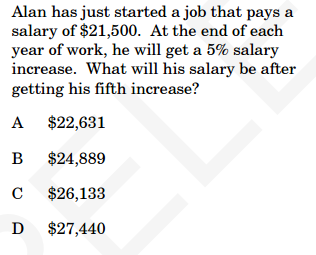 Alan has just started a job that pays a
salary of $21,500. At the end of each
year of work, he will get a 5% salary
increase. What will his salary be after
getting his fifth increase?
A $22,631
B $24,889
C $26,133
D $27,440